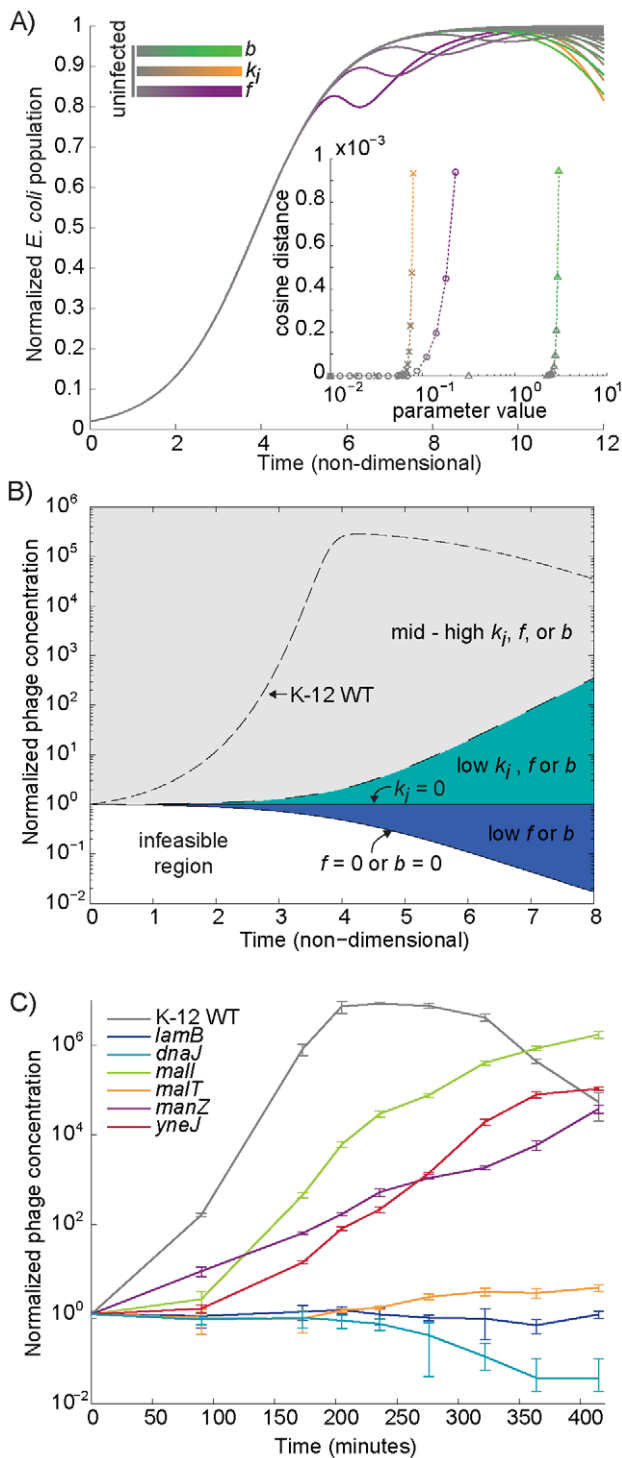 A)
Normalized E. coli population
1
0.9
0.8
0.7
0.6
0.5
0.4
0.3
0.2
0.1
0
0 2 4 6 8 10 12
Time (non-dimensional)
uninfected
b
kj
f
1 x10⁻³
0.8
0.6
0.4
0.2
0
cosine distance
10⁻² 10⁻¹ 10⁰ 10¹
parameter value
B)
Normalized phage concentration
10⁶
10⁵
10⁴
10³
10²
10¹
10⁰
10⁻¹
10⁻²
mid - high kj, f, or b
K-12 WT
low kj , f or b
kj = 0
low f or b
infeasible
region
f = 0 or b = 0
0 1 2 3 4 5 6 7 8
Time (non−dimensional)
C)
Normalized phage concentration
10⁶
10⁴
10²
10⁰
10⁻²
K-12 WT
lamB
dnaJ
malI
malT
manZ
yneJ
0 50 100 150 200 250 300 350 400
Time (minutes)